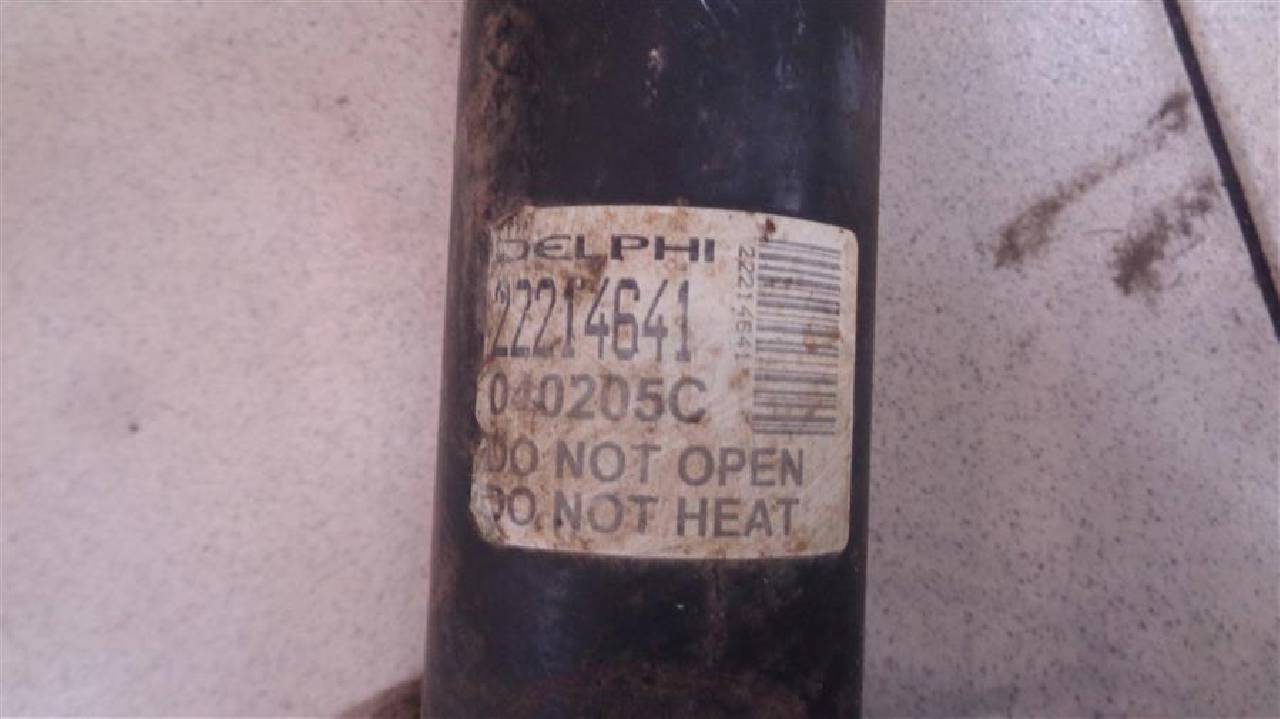 DELPHI
22214641
040205C
DO NOT OPEN
DO NOT HEAT
22214641